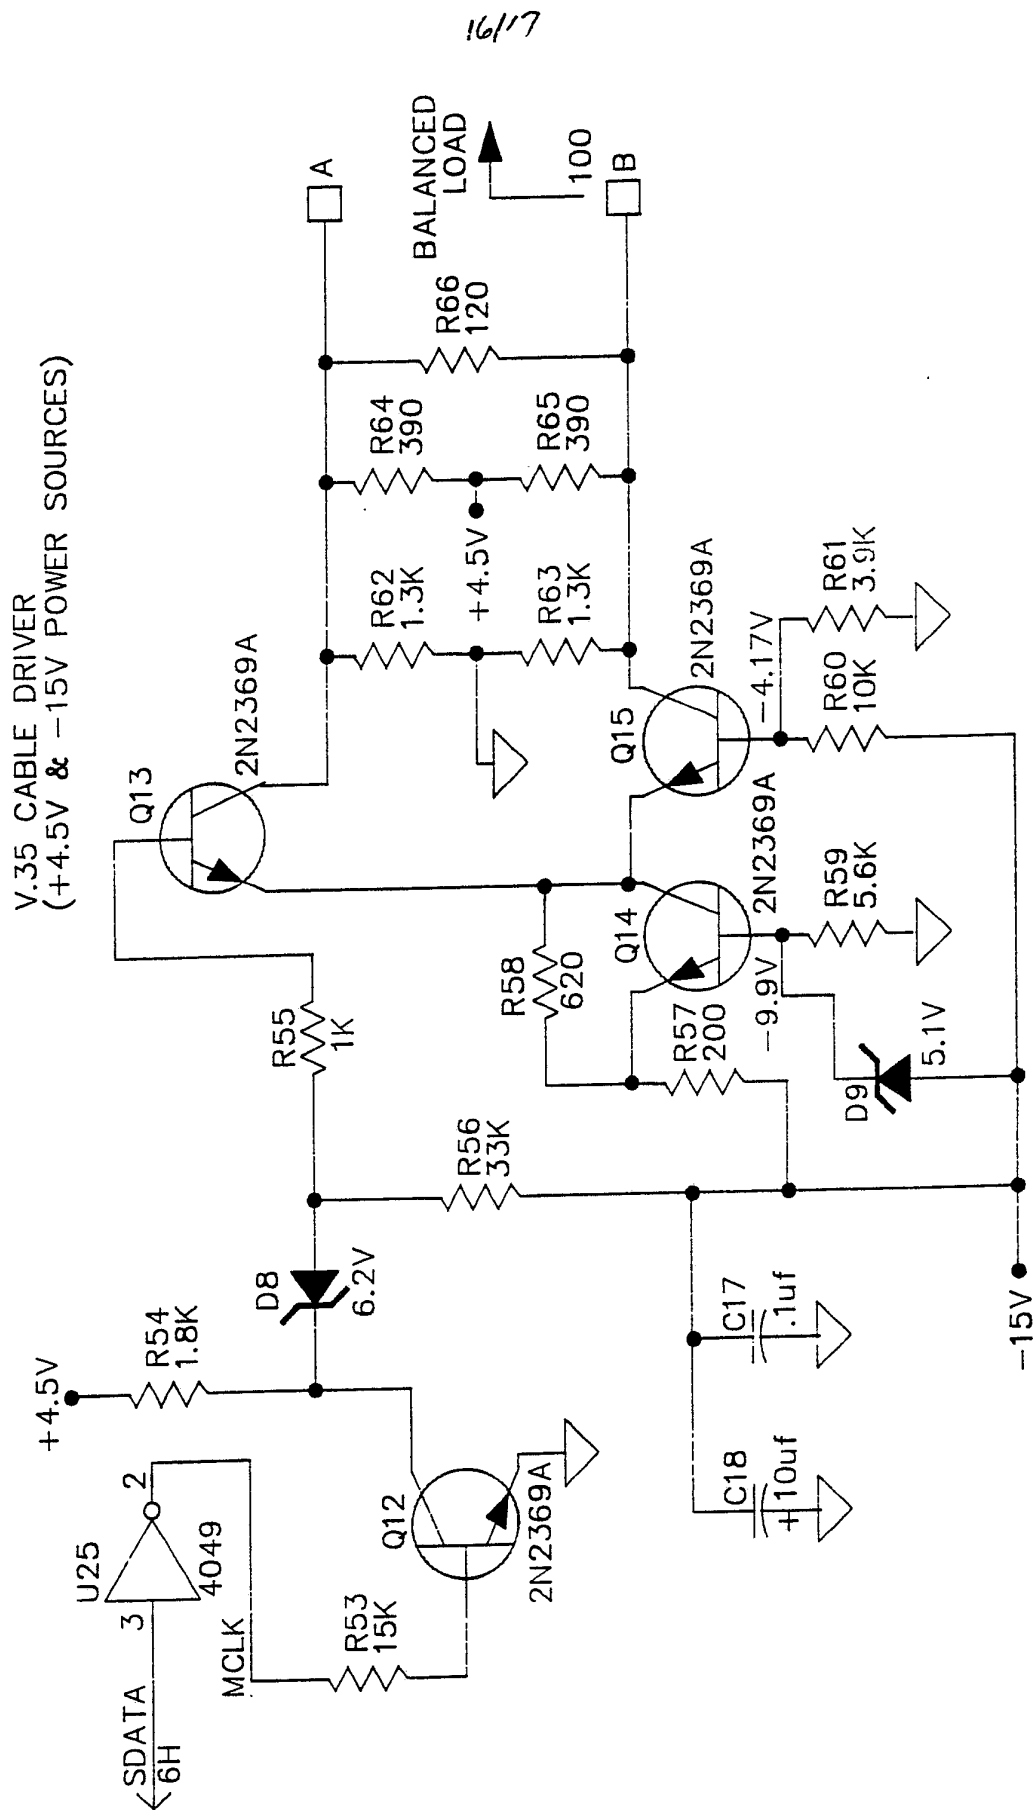 16/17
V.35 CABLE DRIVER
(+4.5V & -15V POWER SOURCES)
SDATA
6H
3
U25
4049
2
MCLK
R53
15K
Q12
2N2369A
+4.5V
R54
1.8K
D8
6.2V
R55
1K
R56
33K
C18
+
10uf
C17
.1uf
-15V
Q13
2N2369A
R58
620
R57
200
Q14
2N2369A
-9.9V
D9
5.1V
R59
5.6K
Q15
2N2369A
-4.17V
R60
10K
R61
3.9K
R62
1.3K
+4.5V
R63
1.3K
R64
390
R65
390
R66
120
BALANCED
LOAD
100
A
B